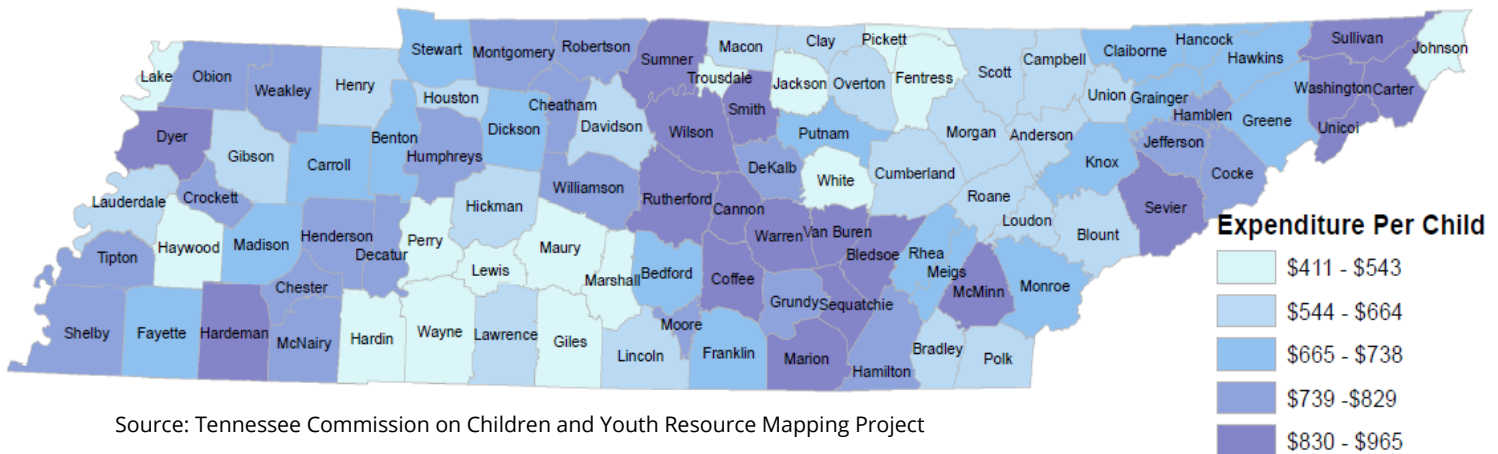 Lake
Obion
Weakley
Henry
Stewart
Montgomery
Robertson
Sumner
Macon
Clay
Pickett
Trousdale
Jackson
Overton
Fentress
Scott
Campbell
Claiborne
Hancock
Hawkins
Sullivan
Johnson
Dyer
Gibson
Carroll
Benton
Houston
Humphreys
Dickson
Cheatham
Davidson
Wilson
Smith
Putnam
Morgan
Anderson
Union
Grainger
Hamblen
Greene
Washington
Carter
Unicoi
Lauderdale
Crockett
Haywood
Madison
Henderson
Decatur
Perry
Hickman
Williamson
Rutherford
Cannon
DeKalb
White
Cumberland
Roane
Loudon
Knox
Jefferson
Cocke
Sevier
Blount
Tipton
Chester
Lewis
Maury
Marshall
Bedford
Coffee
Warren
Van Buren
Bledsoe
Rhea
Meigs
McMinn
Monroe
Shelby
Fayette
Hardeman
McNairy
Hardin
Wayne
Lawrence
Giles
Lincoln
Moore
Franklin
Grundy
Sequatchie
Marion
Hamilton
Bradley
Polk
Expenditure Per Child
$411 - $543
$544 - $664
$665 - $738
$739 -$829
$830 - $965
Source: Tennessee Commission on Children and Youth Resource Mapping Project